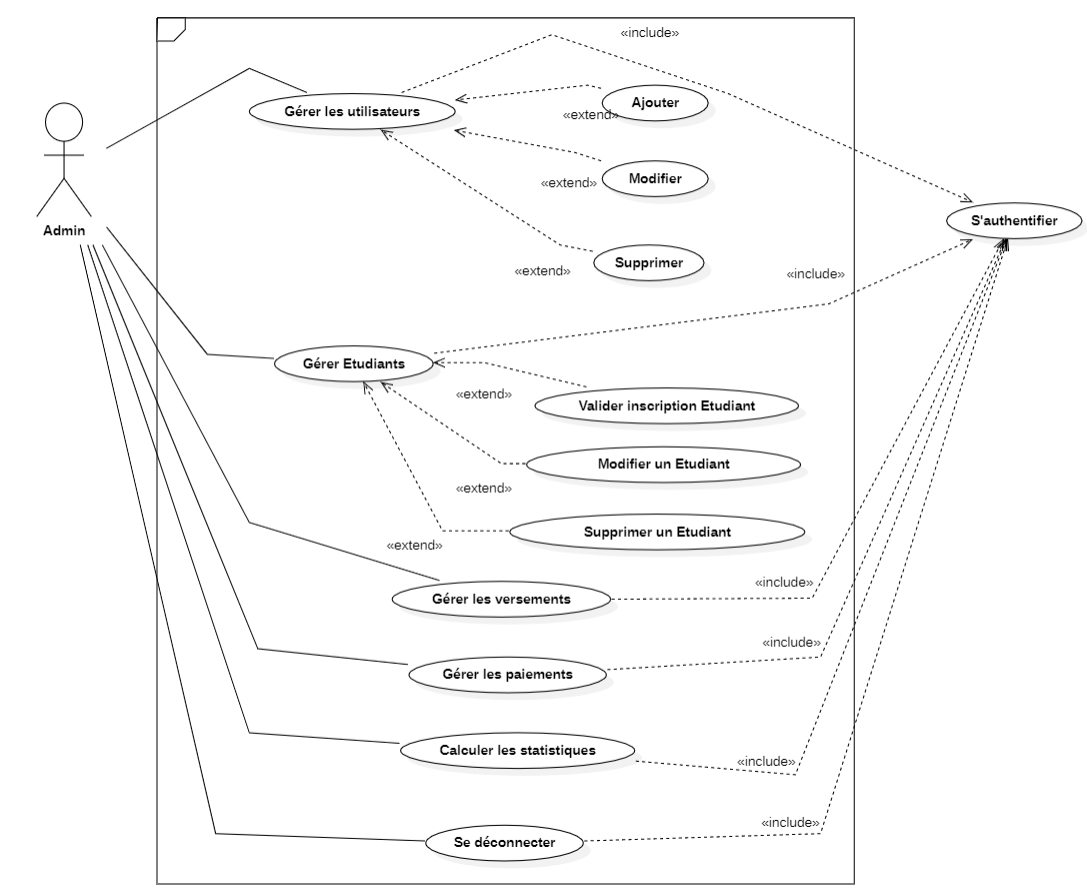 «include»
Ajouter
Gérer les utilisateurs
«extend»
Modifier
«extend»
S'authentifier
Admin
Supprimer
«extend»
«include»
Gérer Etudiants
«extend»
Valider inscription Etudiant
Modifier un Etudiant
«extend»
Supprimer un Etudiant
«extend»
«include»
Gérer les versements
«include»
Gérer les paiements
Calculer les statistiques
«include»
«include»
Se déconnecter